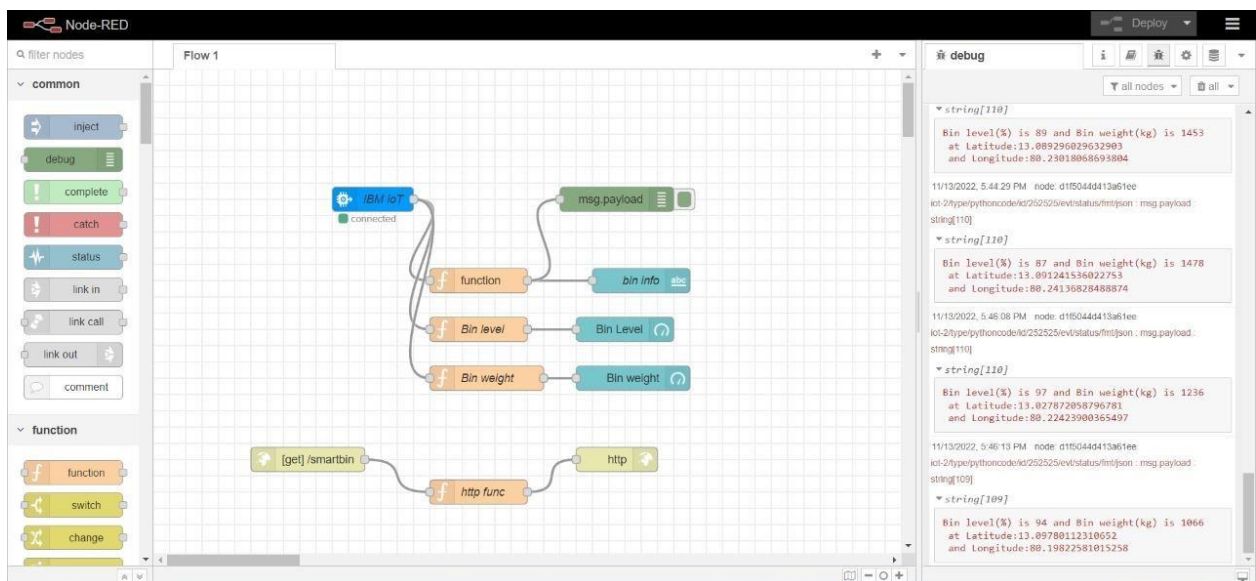 Node-RED
Deploy
filter nodes
common
inject
debug
complete
catch
status
link in
link call
link out
comment
function
function
switch
change
Flow 1
IBM IoT
connected
msg.payload
function
bin info
abc
Bin level
Bin Level
Bin weight
Bin weight
[get] /smartbin
http
http func
debug
i
all nodes
all
string[110]
Bin level(%) is 89 and Bin weight(kg) is 1453
at Latitude:13.089296029632903
and Longitude:80.23018068693804
11/13/2022, 5:44:29 PM node: d1f5044d413a61ee
iot-2/type/pythoncode/id/252525/evt/status/fmt/json : msg.payload :
string[110]
string[110]
Bin level(%) is 87 and Bin weight(kg) is 1478
at Latitude:13.091241536022753
and Longitude:80.24136828488874
11/13/2022, 5:46:08 PM node: d1f5044d413a61ee
iot-2/type/pythoncode/id/252525/evt/status/fmt/json : msg.payload :
string[110]
string[110]
Bin level(%) is 97 and Bin weight(kg) is 1236
at Latitude:13.027872058796781
and Longitude:80.22423900365497
11/13/2022, 5:46:13 PM node: d1f5044d413a61ee
iot-2/type/pythoncode/id/252525/evt/status/fmt/json : msg.payload :
string[109]
string[109]
Bin level(%) is 94 and Bin weight(kg) is 1066
at Latitude:13.09780112310652
and Longitude:80.19822581015258